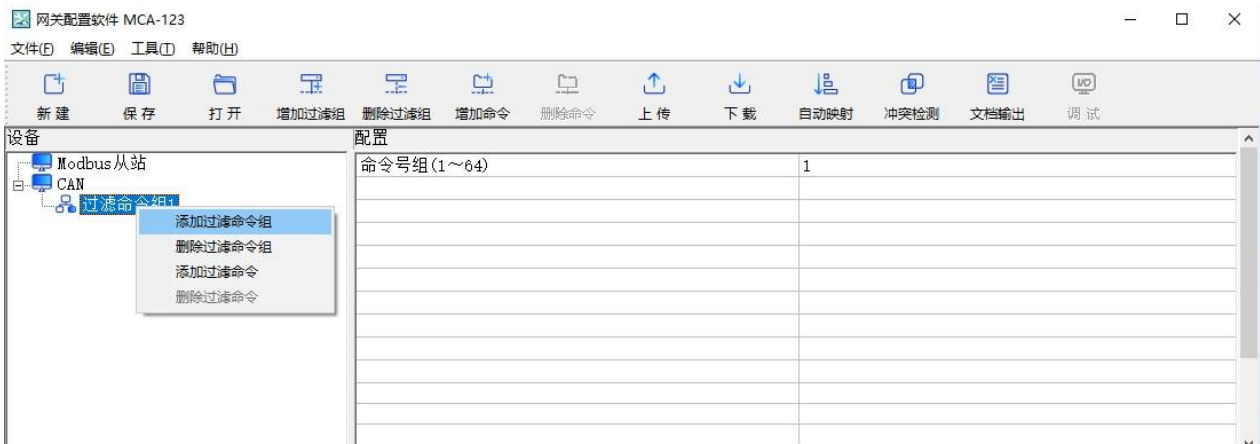 网关配置软件 MCA-123
文件(F) 编辑(E) 工具(T) 帮助(H)
新建 保存 打开 增加过滤组 删除过滤组 增加命令 删除命令 上传 下载 自动映射 冲突检测 文档输出 调试
设备 配置
Modbus从站 命令号组(1～64) 1
CAN
过滤命令组1
添加过滤命令组
删除过滤命令组
添加过滤命令
删除过滤命令